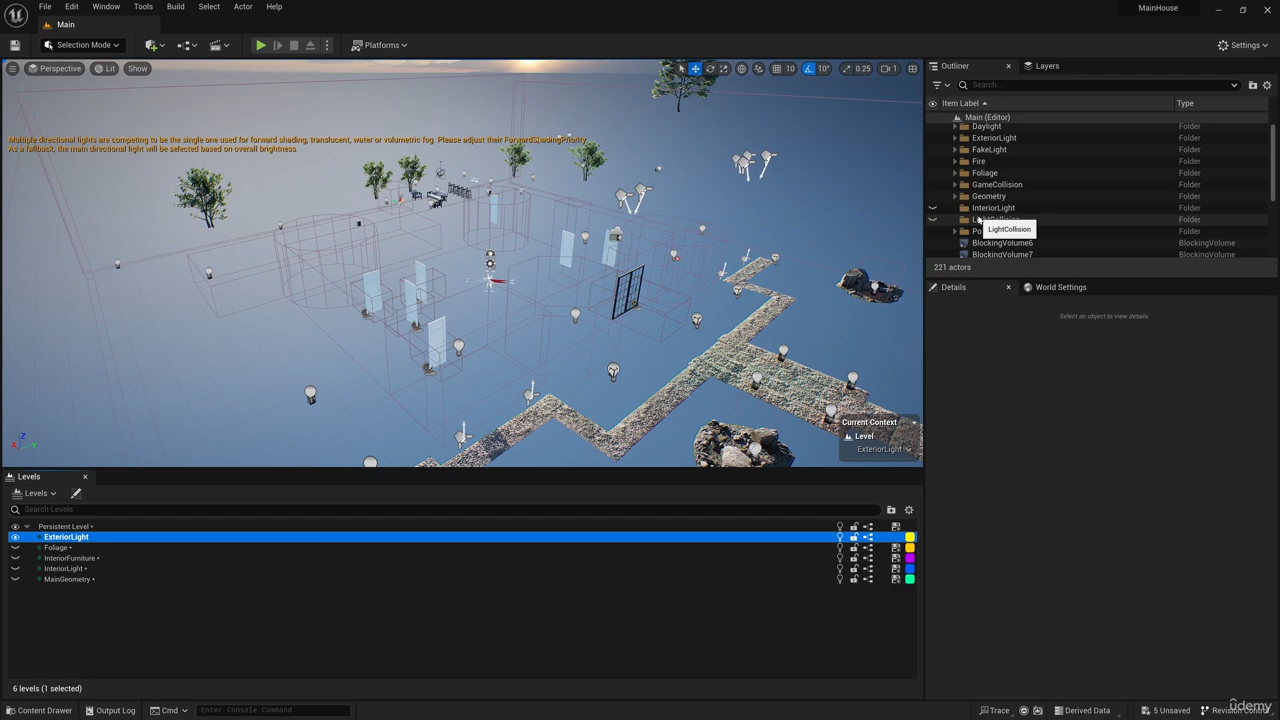 File Edit Window Tools Build Select Actor Help MainHouse
Main
Selection Mode Platforms Settings
Perspective Lit Show 10 10° 0.25 1
Multiple directional lights are competing to be the single one used for forward shading, translucent, water or volumetric fog. Please adjust their ForwardShadingPriority
As a fallback, the main directional light will be selected based on overall brightness.
Current Context
Level
ExteriorLight
Outliner Layers
Search...
Item Label Type
Main (Editor)
Daylight Folder
ExteriorLight Folder
FakeLight Folder
Fire Folder
Foliage Folder
GameCollision Folder
Geometry Folder
InteriorLight Folder
LightCollision Folder
LightCollision
Po Folder
BlockingVolume6 BlockingVolume
BlockingVolume7 BlockingVolume
221 actors
Details World Settings
Select an object to view details
Levels
Levels
Search Levels
Persistent Level •
ExteriorLight
Foliage •
InteriorFurniture •
InteriorLight •
MainGeometry •
6 levels (1 selected)
Content Drawer Output Log Cmd Enter Console Command Trace Derived Data 5 Unsaved Revision Control
udemy